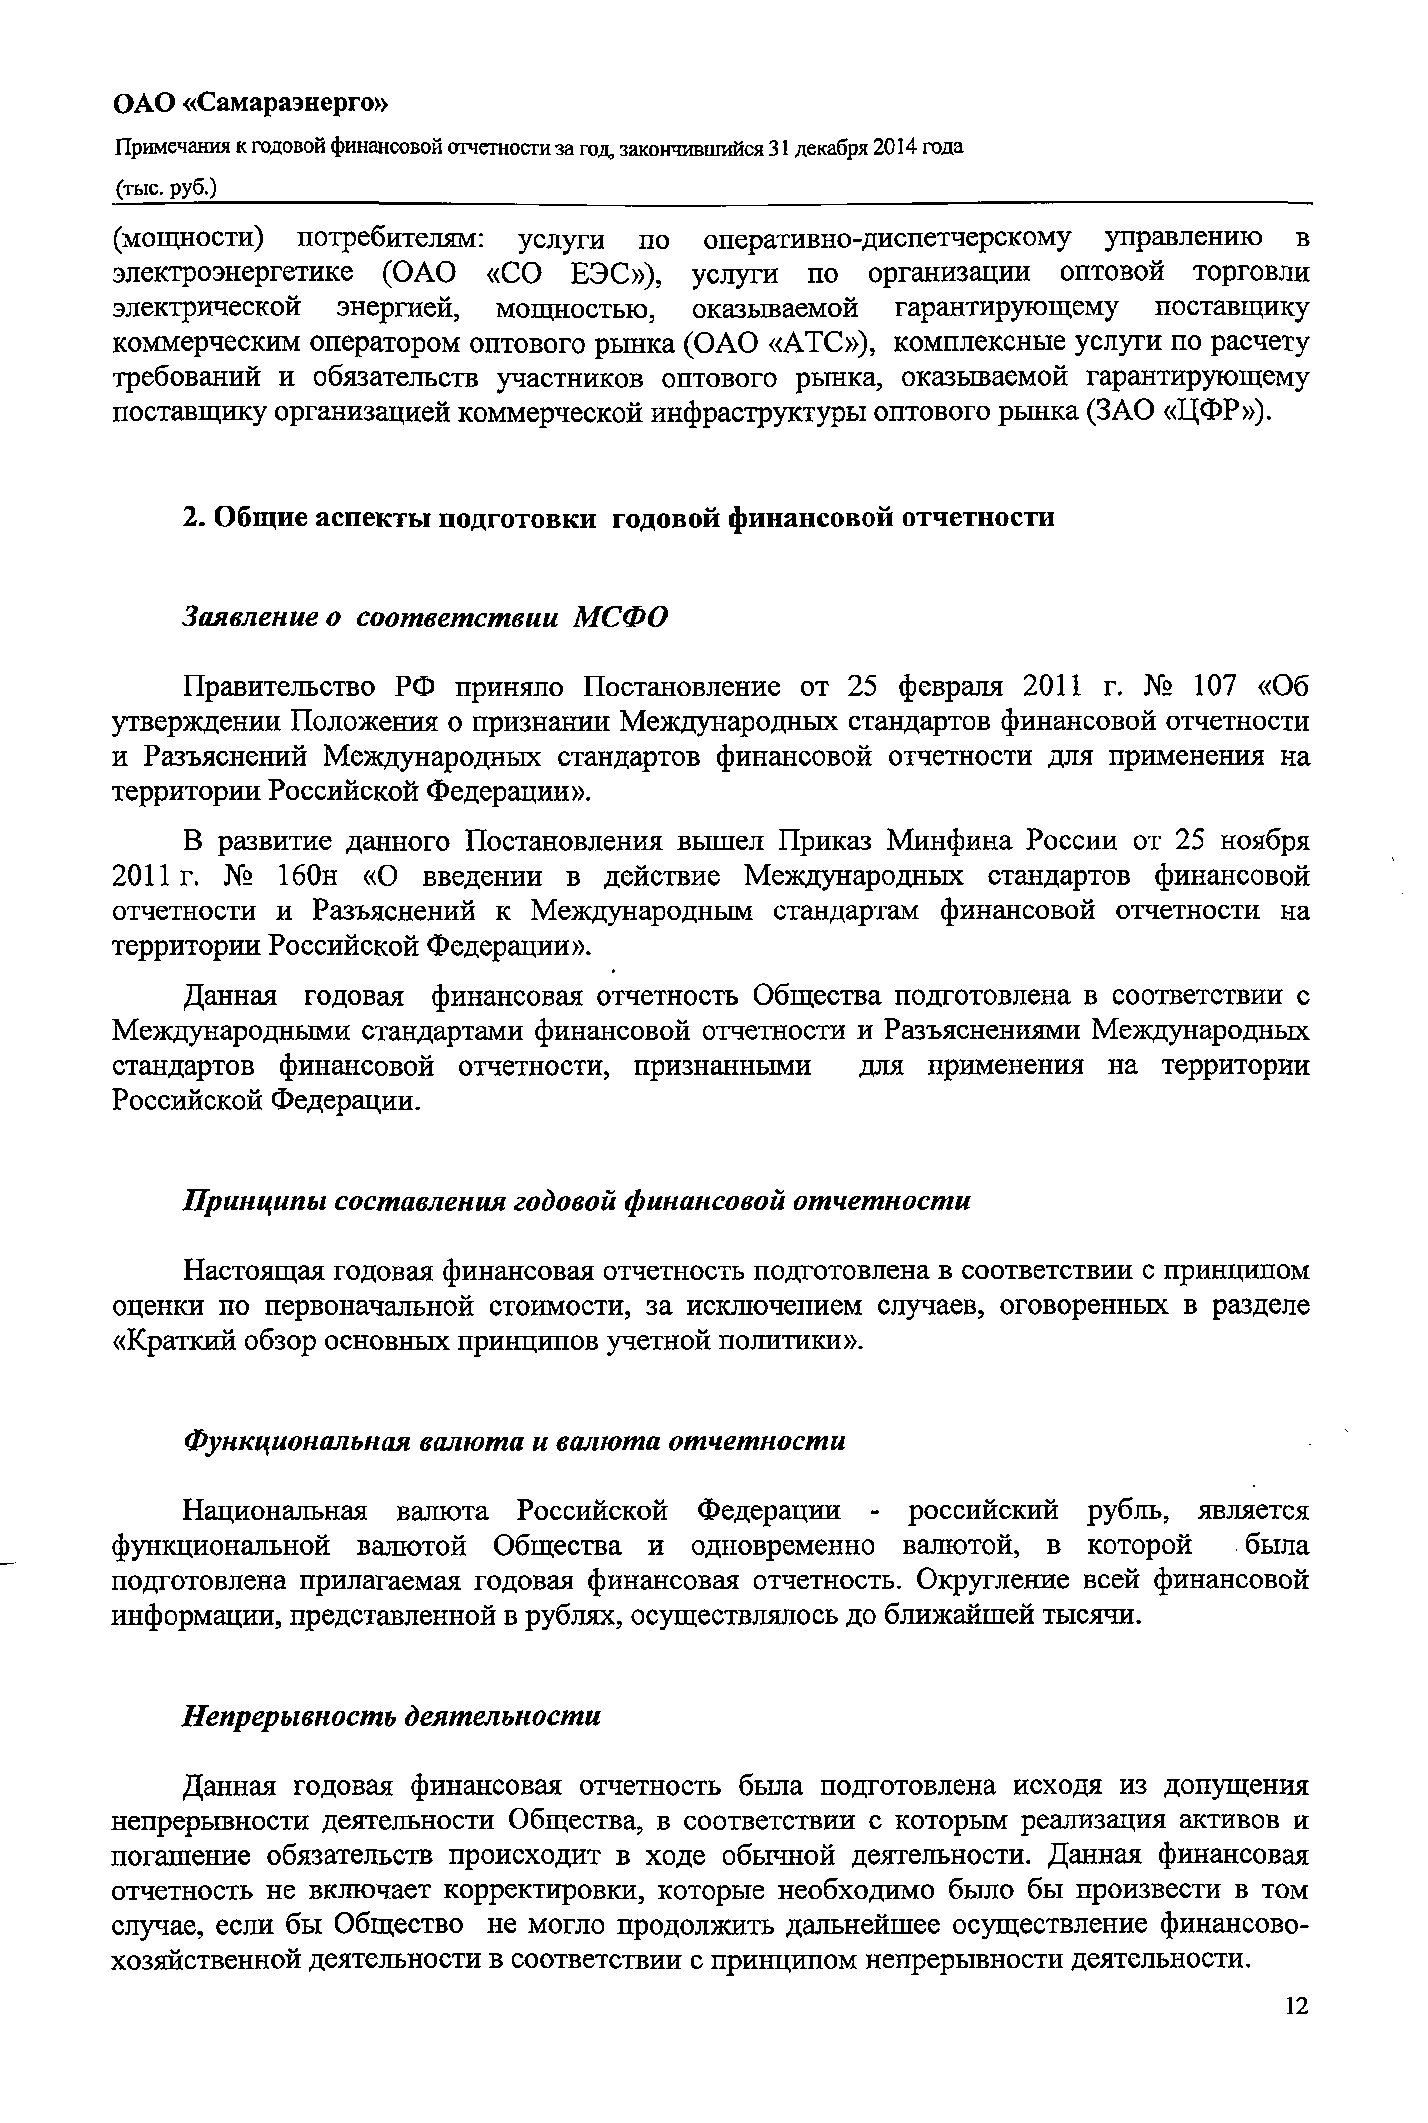 ОАО «Самараэнерго»
Примечания к годовой финансовой отчетности за год, закончившийся 31 декабря 2014 года
(тыс. руб.)
(мощности) потребителям: услуги по оперативно-диспетчерскому управлению в
электроэнергетике (ОАО «СО ЕЭС»), услуги по организации оптовой торговли
электрической энергией, мощностью, оказываемой гарантирующему поставщику
коммерческим оператором оптового рынка (ОАО «АТС»), комплексные услуги по расчету
требований и обязательств участников оптового рынка, оказываемой гарантирующему
поставщику организацией коммерческой инфраструктуры оптового рынка (ЗАО «ЦФР»).
2. Общие аспекты подготовки годовой финансовой отчетности
Заявление о соответствии МСФО
Правительство РФ приняло Постановление от 25 февраля 2011 г. № 107 «Об
утверждении Положения о признании Международных стандартов финансовой отчетности
и Разъяснений Международных стандартов финансовой отчетности для применения на
территории Российской Федерации».
В развитие данного Постановления вышел Приказ Минфина России от 25 ноября
2011 г. № 160н «О введении в действие Международных стандартов финансовой
отчетности и Разъяснений к Международным стандартам финансовой отчетности на
территории Российской Федерации».
Данная годовая финансовая отчетность Общества подготовлена в соответствии с
Международными стандартами финансовой отчетности и Разъяснениями Международных
стандартов финансовой отчетности, признанными для применения на территории
Российской Федерации.
Принципы составления годовой финансовой отчетности
Настоящая годовая финансовая отчетность подготовлена в соответствии с принципом
оценки по первоначальной стоимости, за исключением случаев, оговоренных в разделе
«Краткий обзор основных принципов учетной политики».
Функциональная валюта и валюта отчетности
Национальная валюта Российской Федерации - российский рубль, является
функциональной валютой Общества и одновременно валютой, в которой была
подготовлена прилагаемая годовая финансовая отчетность. Округление всей финансовой
информации, представленной в рублях, осуществлялось до ближайшей тысячи.
Непрерывность деятельности
Данная годовая финансовая отчетность была подготовлена исходя из допущения
непрерывности деятельности Общества, в соответствии с которым реализация активов и
погашение обязательств происходит в ходе обычной деятельности. Данная финансовая
отчетность не включает корректировки, которые необходимо было бы произвести в том
случае, если бы Общество не могло продолжить дальнейшее осуществление финансово-
хозяйственной деятельности в соответствии с принципом непрерывности деятельности.
12